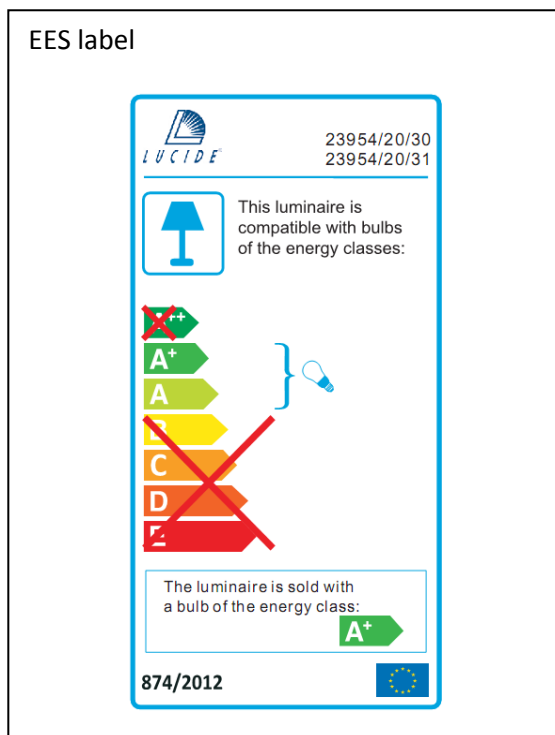 EES label
LUCIDE
23954/20/30
23954/20/31
This luminaire is
compatible with bulbs
of the energy classes:
A++
A+
A
B
C
D
E
The luminaire is sold with
a bulb of the energy class:
A+
874/2012